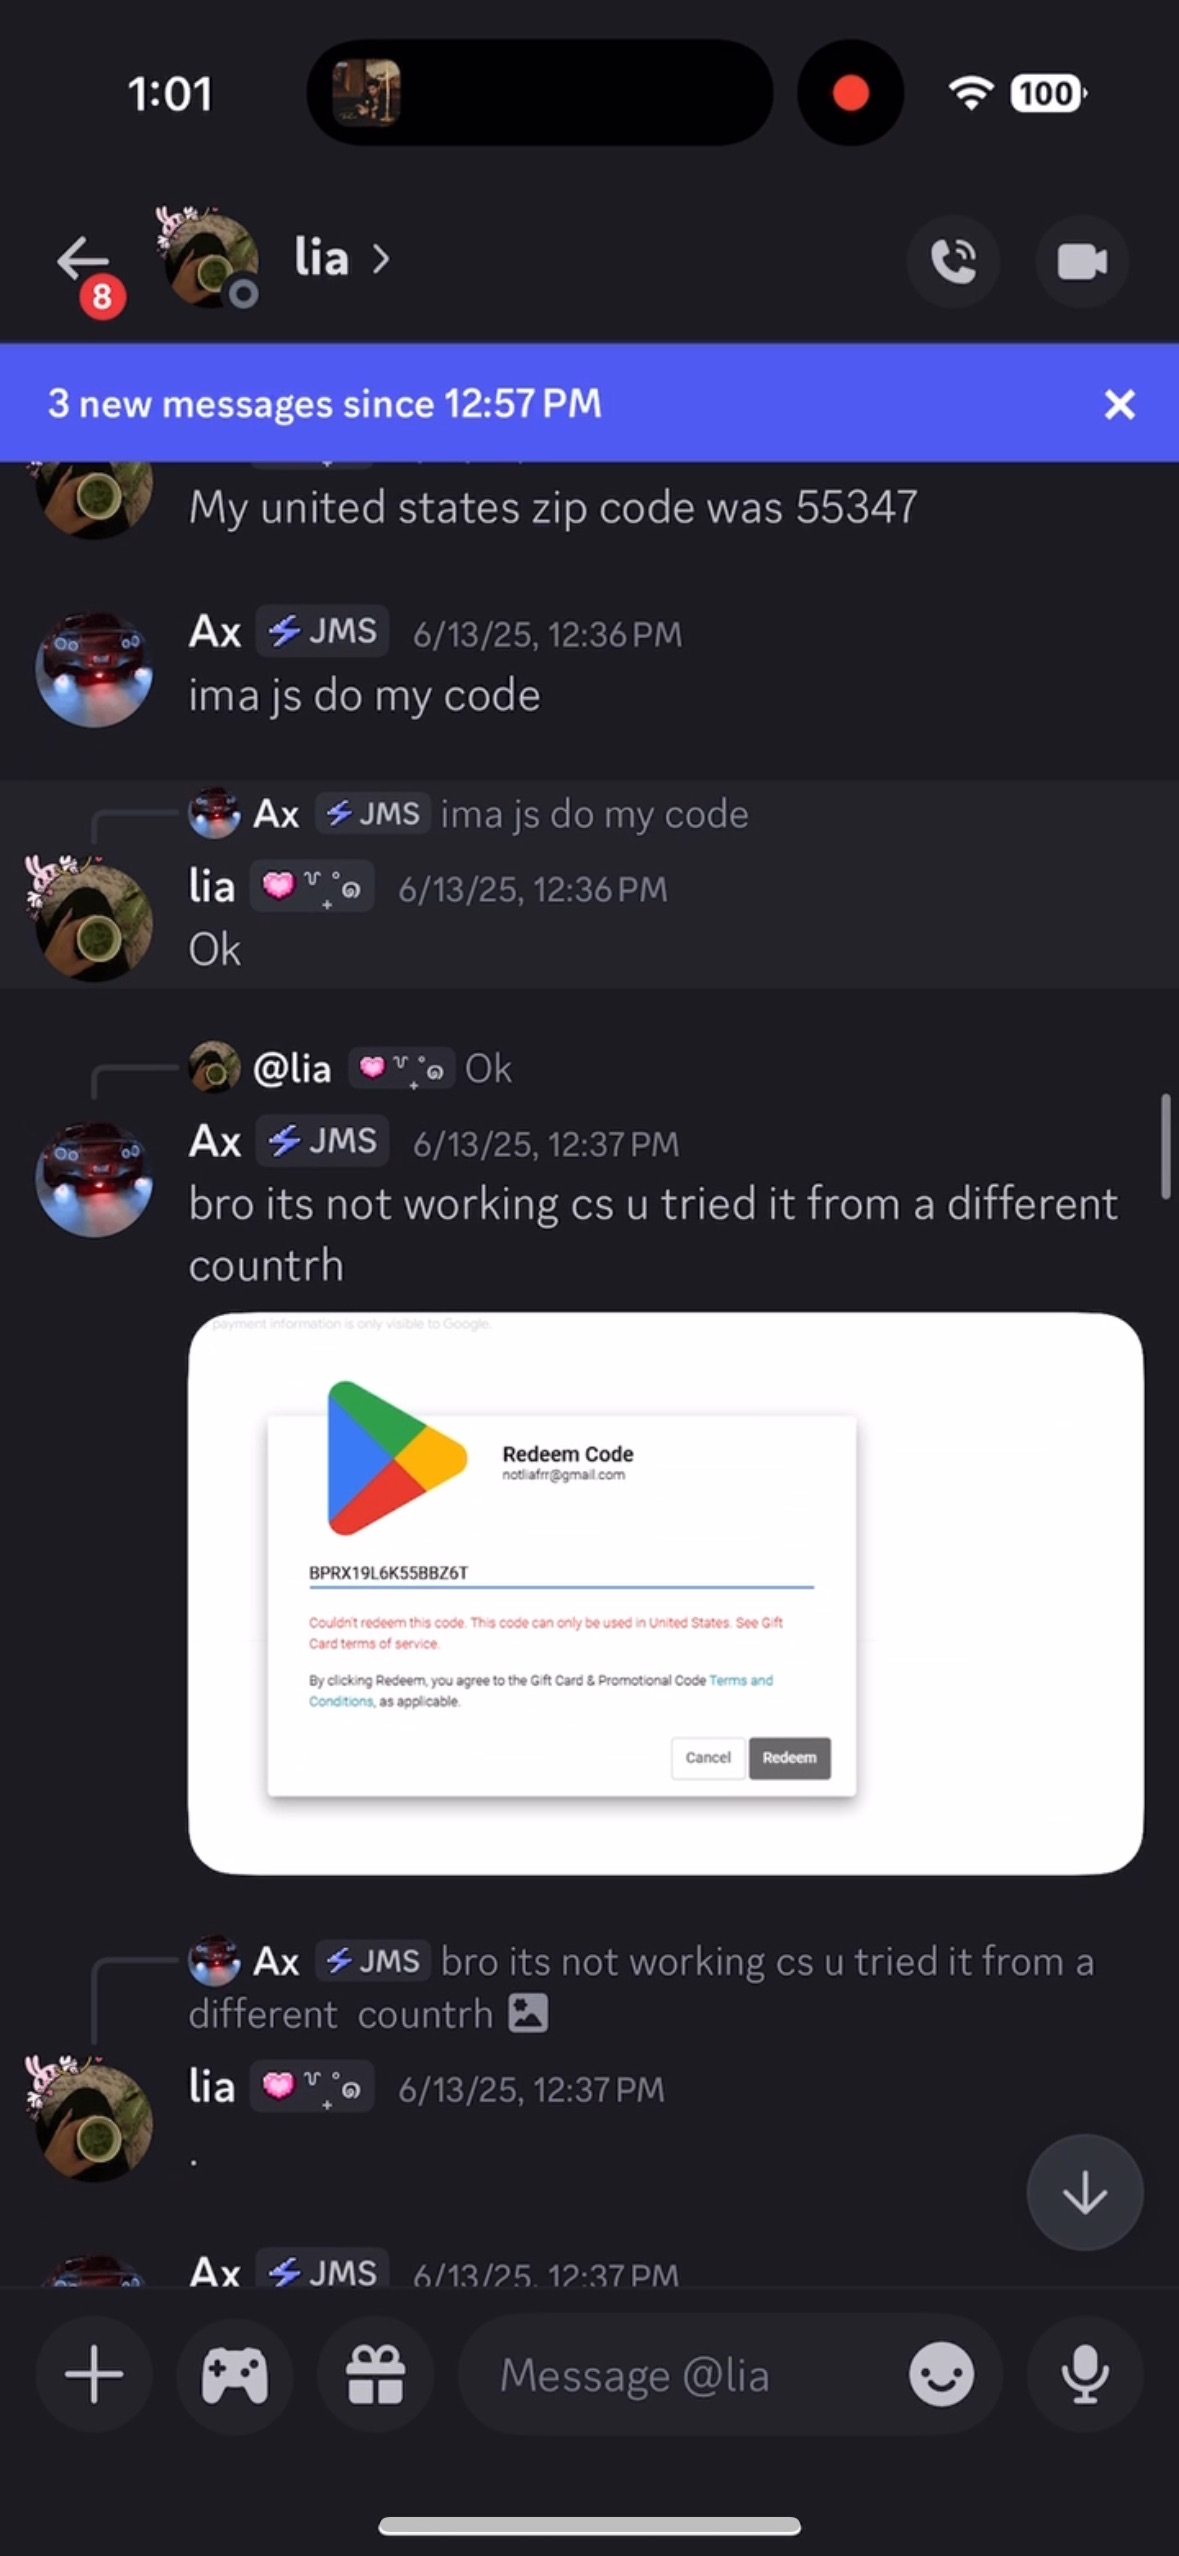 1:01
100
8
lia
3 new messages since 12:57 PM
My united states zip code was 55347
Ax JMS 6/13/25, 12:36 PM
ima js do my code
Ax JMS ima js do my code
lia 6/13/25, 12:36 PM
Ok
@lia Ok
Ax JMS 6/13/25, 12:37 PM
bro its not working cs u tried it from a different
countrh
payment information is only visible to Google.
Redeem Code
notliafrr@gmail.com
BPRX19L6K55BBZ6T
Couldn't redeem this code. This code can only be used in United States. See Gift
Card terms of service.
By clicking Redeem, you agree to the Gift Card & Promotional Code Terms and
Conditions, as applicable.
Cancel Redeem
Ax JMS bro its not working cs u tried it from a
different countrh
lia 6/13/25, 12:37 PM
.
Ax JMS 6/13/25, 12:37 PM
Message @lia